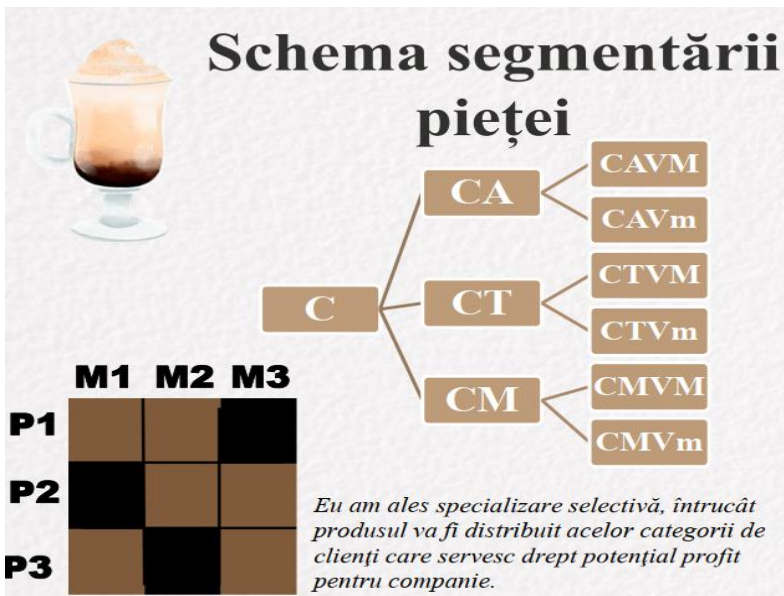 Schema segmentării
pieței
C
CA
CT
CM
CAVM
CAVm
CTVM
CTVm
CMVM
CMVm
M1 M2 M3
P1
P2
P3
Eu am ales specializare selectivă, întrucât
produsul va fi distribuit acelor categorii de
clienți care servesc drept potențial profit
pentru companie.